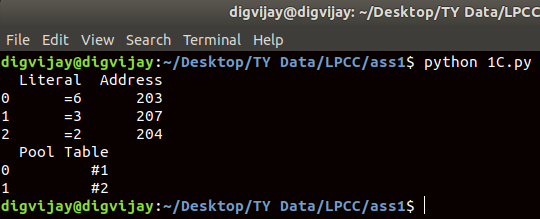 digvijay@digvijay: ~/Desktop/TY Data/LPCC
File Edit View Search Terminal Help
digvijay@digvijay:~/Desktop/TY Data/LPCC/ass1$ python 1C.py
  Literal  Address
0      =6      203
1      =3      207
2      =2      204
  Pool Table
0         #1
1         #2
digvijay@digvijay:~/Desktop/TY Data/LPCC/ass1$